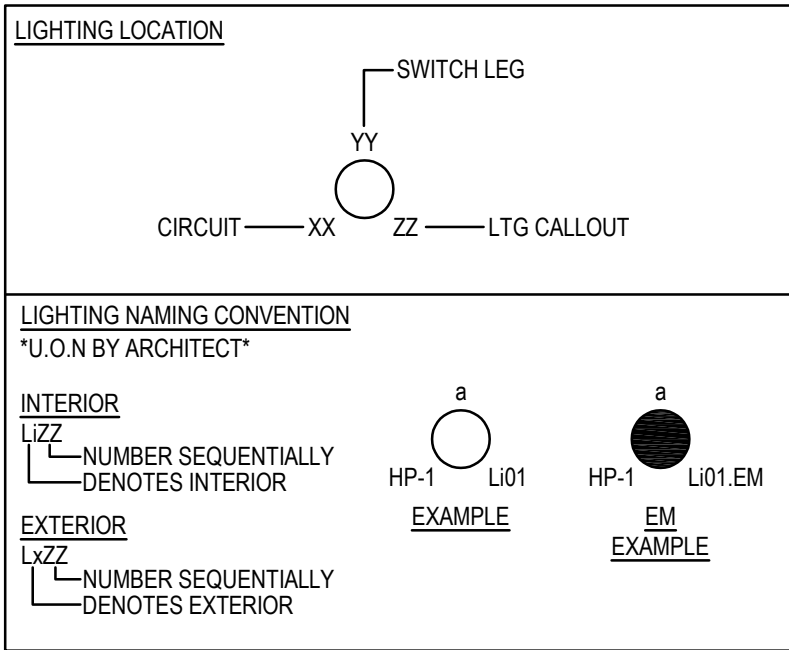 LIGHTING LOCATION
SWITCH LEG
YY
CIRCUIT XX ZZ LTG CALLOUT
LIGHTING NAMING CONVENTION
*U.O.N BY ARCHITECT*
INTERIOR
LiZZ
NUMBER SEQUENTIALLY
DENOTES INTERIOR
EXTERIOR
LxZZ
NUMBER SEQUENTIALLY
DENOTES EXTERIOR
a
HP-1 Li01
EXAMPLE
a
HP-1 Li01.EM
EM
EXAMPLE